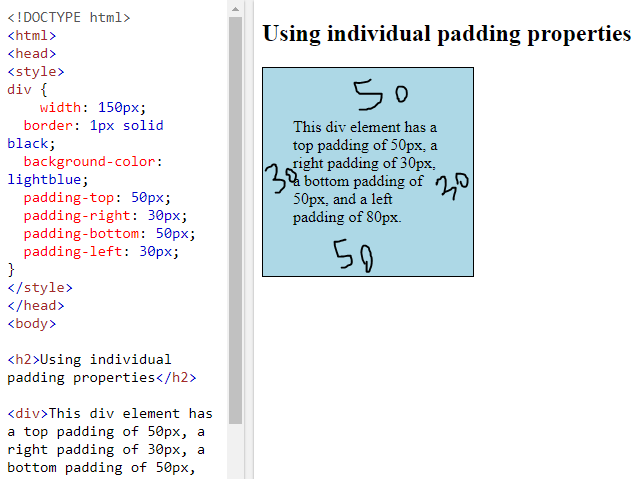 <!DOCTYPE html>
<html>
<head>
<style>
div {
    width: 150px;
  border: 1px solid
black;
  background-color:
lightblue;
  padding-top: 50px;
  padding-right: 30px;
  padding-bottom: 50px;
  padding-left: 30px;
}
</style>
</head>
<body>

<h2>Using individual
padding properties</h2>

<div>This div element has
a top padding of 50px, a
right padding of 30px, a
bottom padding of 50px,
Using individual padding properties
50
This div element has a
top padding of 50px, a
right padding of 30px,
a bottom padding of
50px, and a left
padding of 80px.
30
30
50